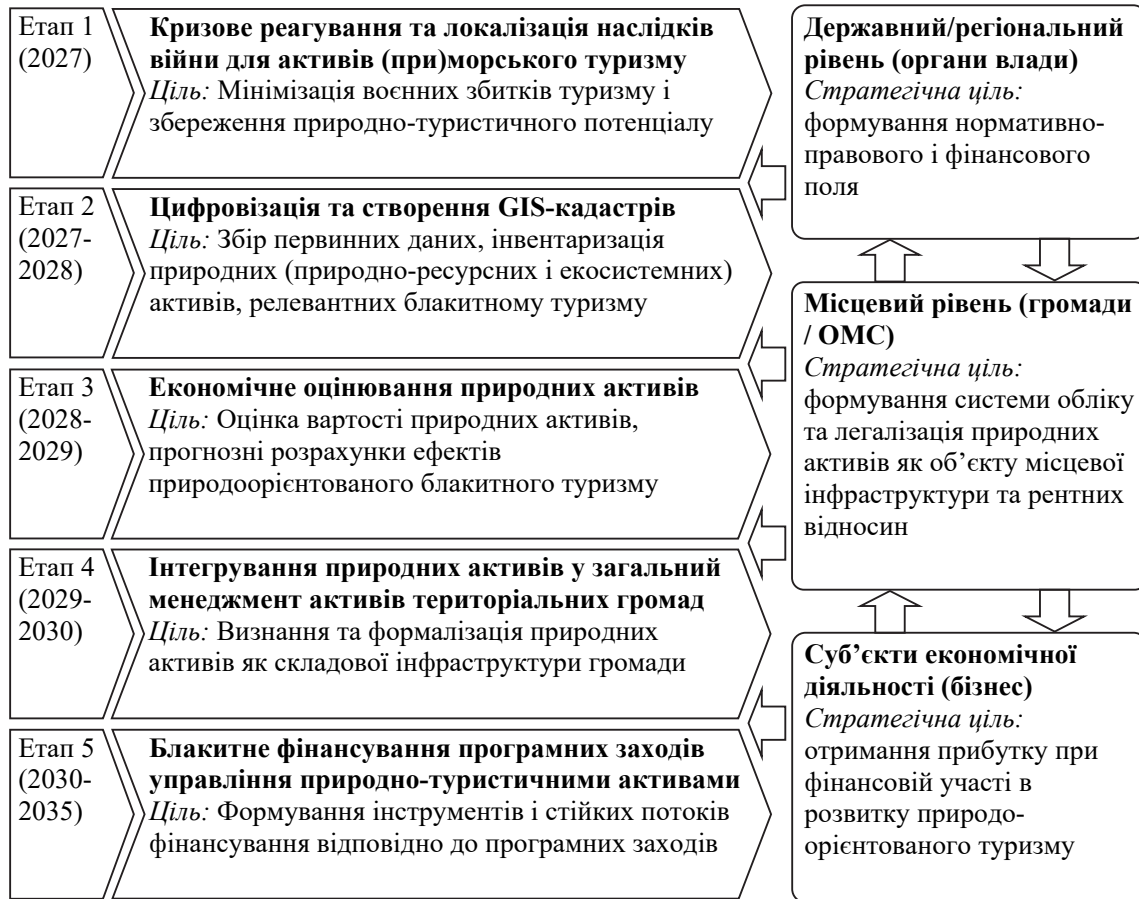 Етап 1
(2027)
Кризове реагування та локалізація наслідків
війни для активів (при)морського туризму
Ціль: Мінімізація воєнних збитків туризму і
збереження природно-туристичного потенціалу
Етап 2
(2027-
2028)
Цифровізація та створення GIS-кадастрів
Ціль: Збір первинних даних, інвентаризація
природних (природно-ресурсних і екосистемних)
активів, релевантних блакитному туризму
Етап 3
(2028-
2029)
Економічне оцінювання природних активів
Ціль: Оцінка вартості природних активів,
прогнозні розрахунки ефектів
природоорієнтованого блакитного туризму
Етап 4
(2029-
2030)
Інтегрування природних активів у загальний
менеджмент активів територіальних громад
Ціль: Визнання та формалізація природних
активів як складової інфраструктури громади
Етап 5
(2030-
2035)
Блакитне фінансування програмних заходів
управління природно-туристичними активами
Ціль: Формування інструментів і стійких потоків
фінансування відповідно до програмних заходів
Державний/регіональний
рівень (органи влади)
Стратегічна ціль:
формування нормативно-
правового і фінансового
поля
Місцевий рівень (громади
/ ОМС)
Стратегічна ціль:
формування системи обліку
та легалізація природних
активів як об’єкту місцевої
інфраструктури та рентних
відносин
Суб’єкти економічної
діяльності (бізнес)
Стратегічна ціль:
отримання прибутку при
фінансовій участі в
розвитку природо-
орієнтованого туризму